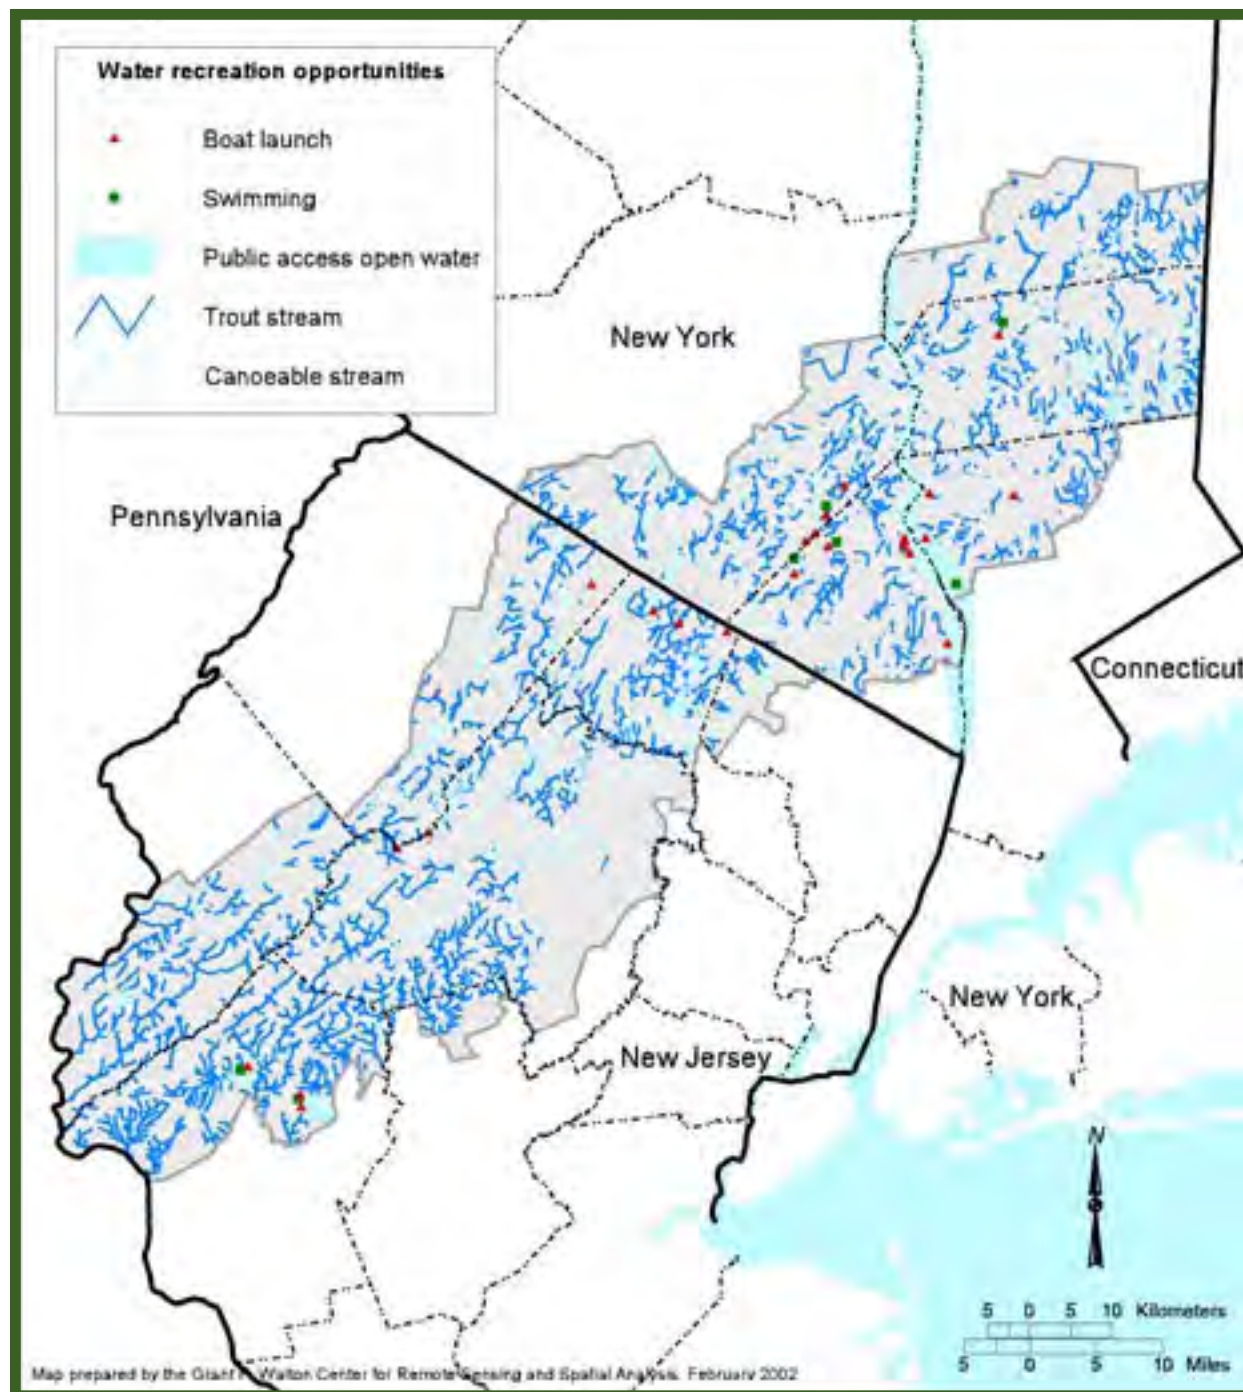 Water recreation opportunities
Boat launch
Swimming
Public access open water
Trout stream
Canoeable stream
New York
Pennsylvania
Connecticut
New York
New Jersey
N
5 0 5 10 Kilometers
5 0 5 10 Miles
Map prepared by the Grant F. Walton Center for Remote Sensing and Spatial Analysis. February 2002